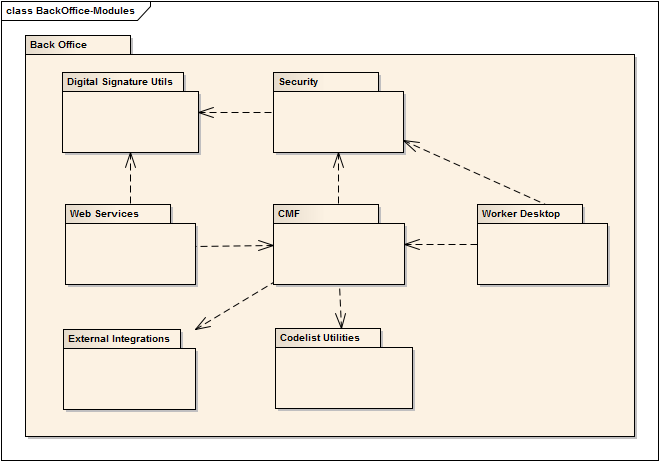 class BackOffice-Modules
Back Office
Digital Signature Utils
Security
Web Services
CMF
Worker Desktop
External Integrations
Codelist Utilities